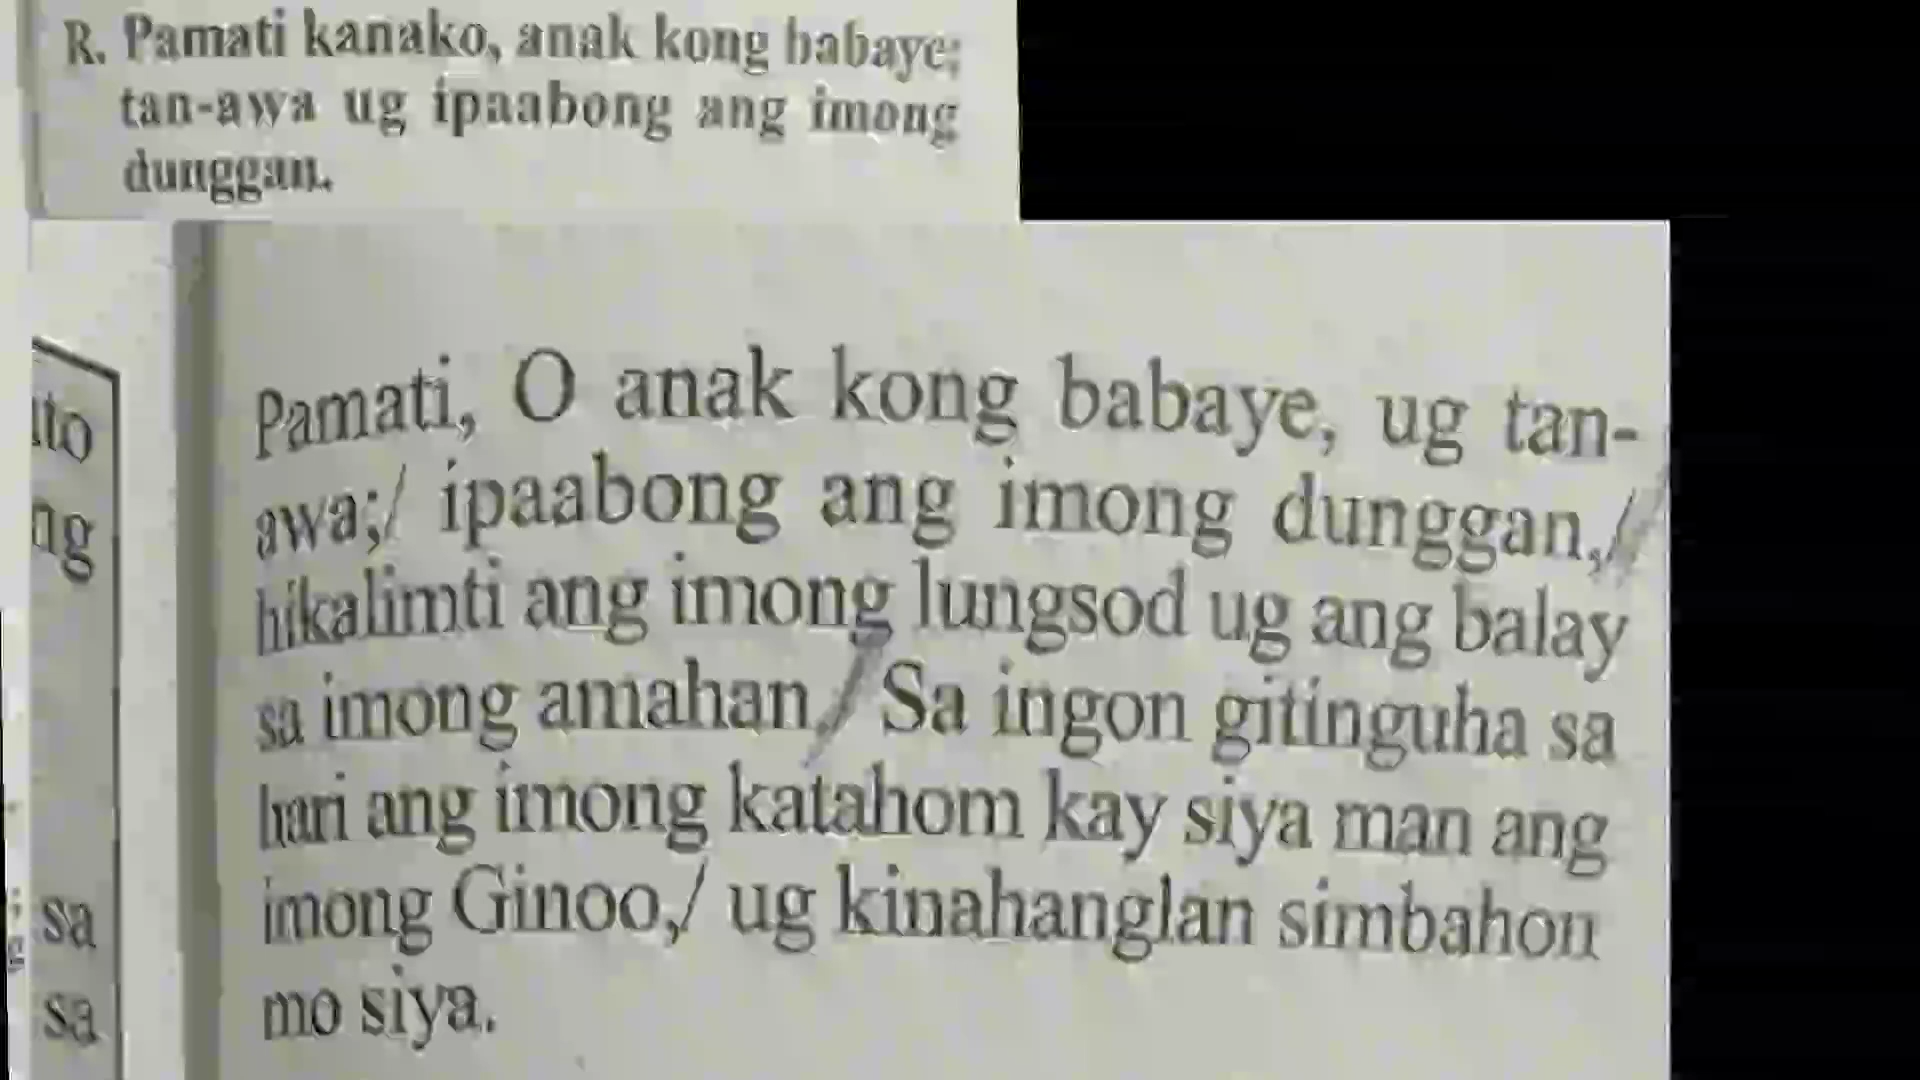 R. Pamati kanako, anak kong babaye;
tan-awa ug ipaabong ang imong
dunggan.
Pamati, O anak kong babaye, ug tan-
awa;/ ipaabong ang imong dunggan,/
hikalimti ang imong lungsod ug ang balay
sa imong amahan / Sa ingon gitinguha sa
hari ang imong katahom kay siya man ang
imong Ginoo,/ ug kinahanglan simbahon
mo siya.
sa
sa